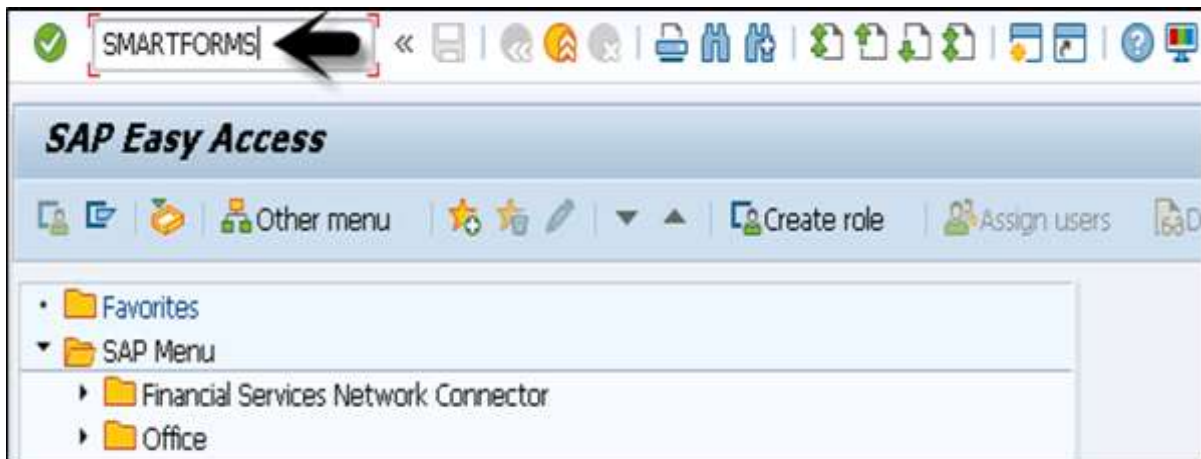 SMARTFORMS
SAP Easy Access
Other menu Create role Assign users D
Favorites
SAP Menu
Financial Services Network Connector
Office